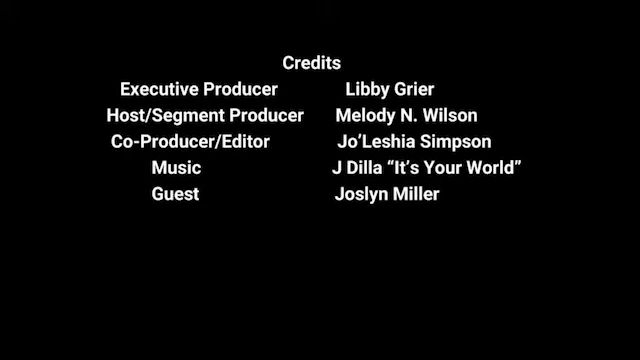 Credits
Executive Producer Libby Grier
Host/Segment Producer Melody N. Wilson
Co-Producer/Editor Jo’Leshia Simpson
Music J Dilla “It’s Your World”
Guest Joslyn Miller